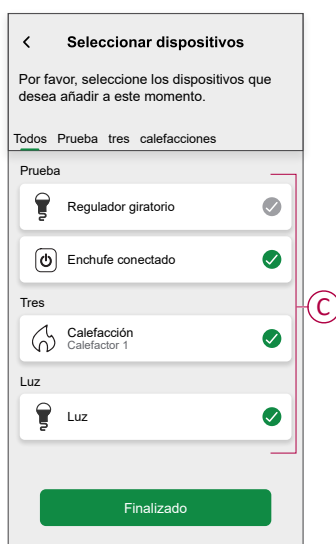 Seleccionar dispositivos
Por favor, seleccione los dispositivos que
desea añadir a este momento.
Todos Prueba tres calefacciones
Prueba
Regulador giratorio
Enchufe conectado
Tres
Calefacción
Calefactor 1
Luz
Luz
Finalizado
C